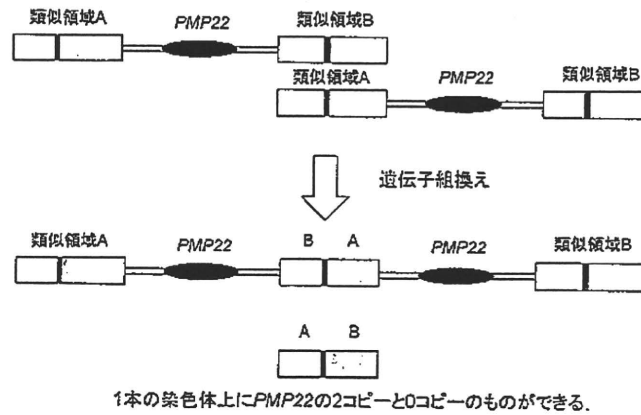 類似領域A PMP22 類似領域B
類似領域A PMP22 類似領域B
遺伝子組換え
類似領域A PMP22 B A PMP22 類似領域B
A B
1本の染色体上にPMP22の2コピーと0コピーのものができる.